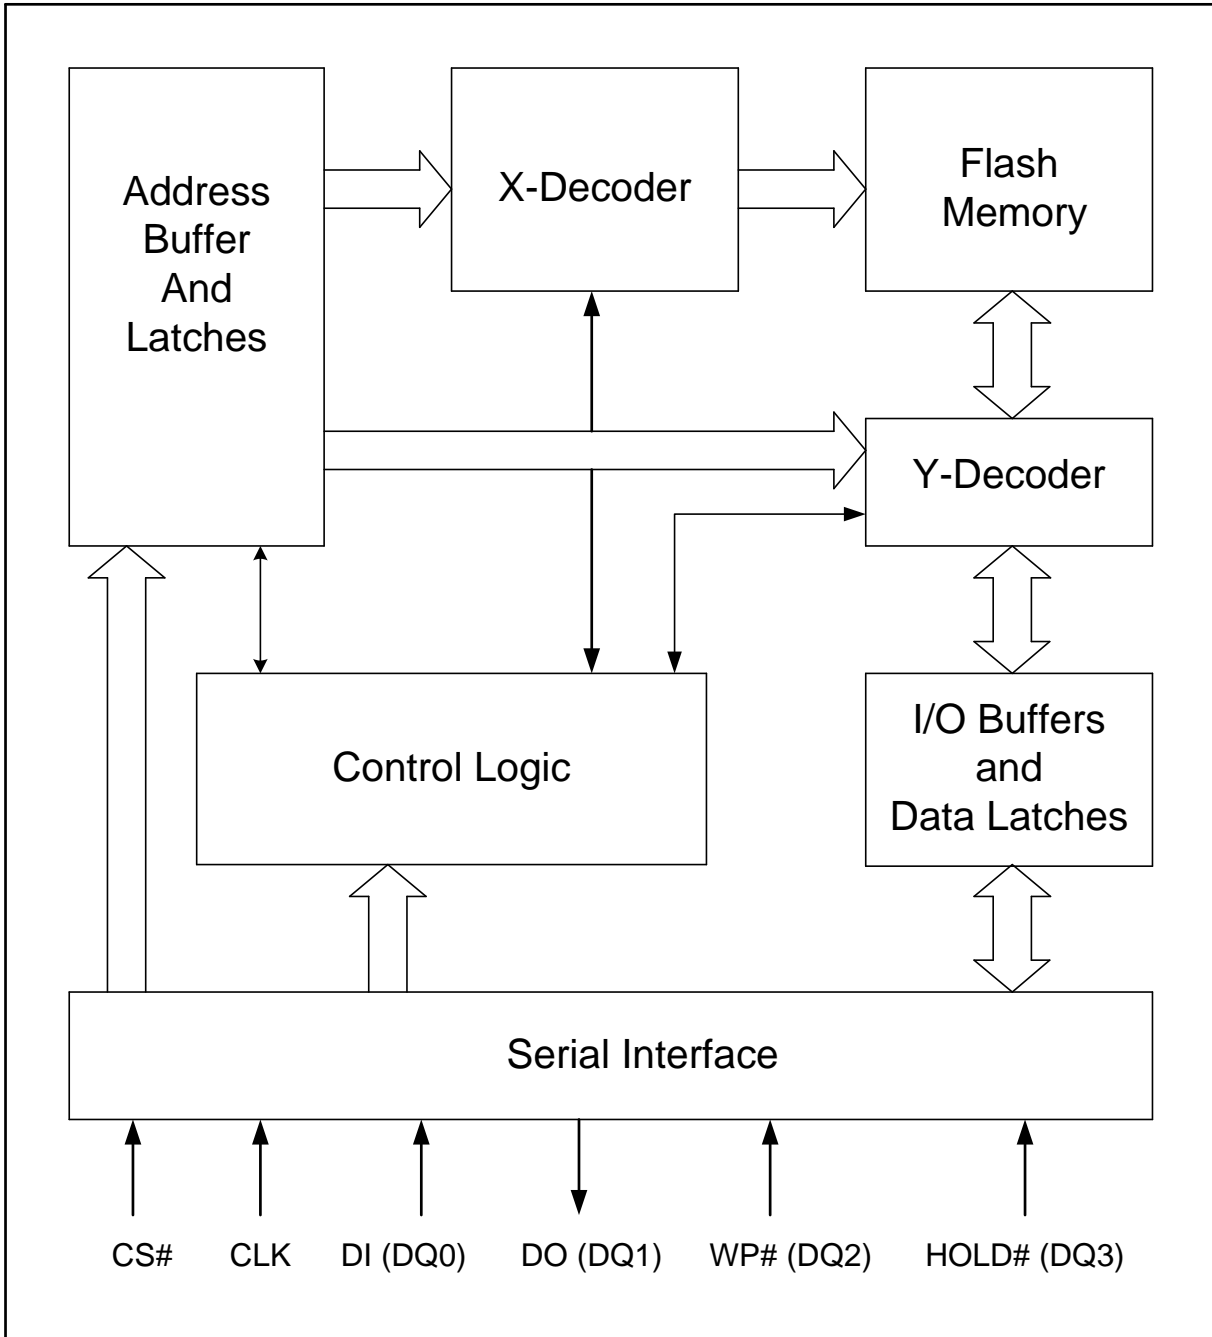 Address
Buffer
And
Latches
X-Decoder
Flash
Memory
Y-Decoder
Control Logic
I/O Buffers
and
Data Latches
Serial Interface
CS#
CLK
DI (DQ0)
DO (DQ1)
WP# (DQ2)
HOLD# (DQ3)